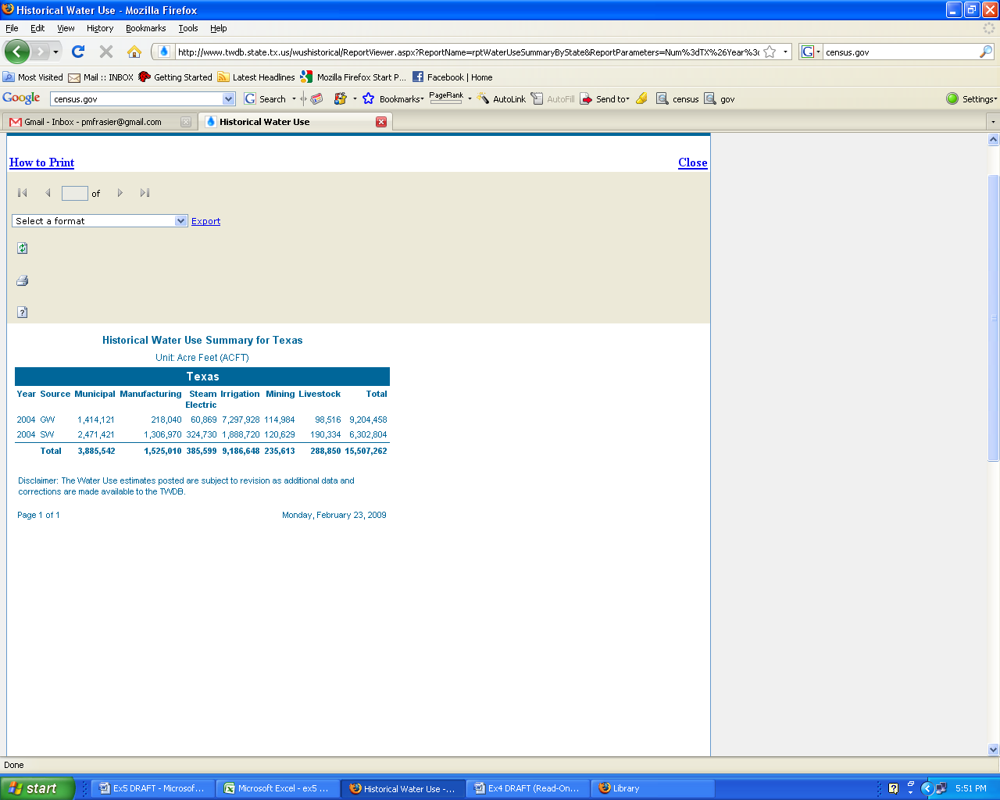 Historical Water Use - Mozilla Firefox
File Edit View History Bookmarks Tools Help
http://www.twdb.state.tx.us/wushistorical/ReportViewer.aspx?ReportName=rptWaterUseSummaryByState&ReportParameters=Num%3dTX%26Year%3c census.gov
Most Visited Mail :: INBOX Getting Started Latest Headlines Mozilla Firefox Start P... Facebook | Home
Google census.gov Search Bookmarks PageRank AutoLink AutoFill Send to census gov Settings
Gmail - Inbox - pmfrasier@gmail.com Historical Water Use
How to Print Close
of
Select a format Export
Historical Water Use Summary for Texas
Unit: Acre Feet (ACFT)
Texas
Year Source Municipal Manufacturing Steam Electric Irrigation Mining Livestock Total
2004 GW 1,414,121 218,040 60,869 7,297,928 114,984 98,516 9,204,458
2004 SW 2,471,421 1,306,970 324,730 1,888,720 120,629 190,334 6,302,804
Total 3,885,542 1,525,010 385,599 9,186,648 235,613 288,850 15,507,262
Disclaimer: The Water Use estimates posted are subject to revision as additional data and
corrections are made available to the TWDB.
Page 1 of 1 Monday, February 23, 2009
Done
start Ex5 DRAFT - Microsof... Microsoft Excel - ex5 ... Historical Water Use -... Ex4 DRAFT (Read-On... Library 5:51 PM